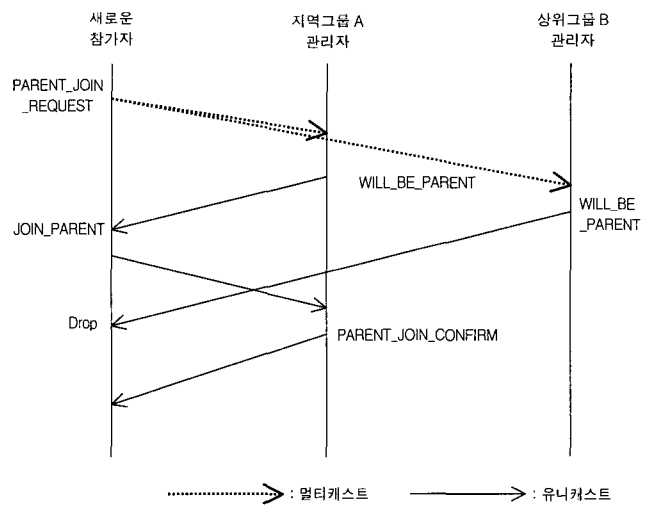 새로운
참가자
지역그룹 A
관리자
상위그룹 B
관리자
PARENT_JOIN
_REQUEST
WILL_BE_PARENT
WILL_BE
_PARENT
JOIN_PARENT
Drop
PARENT_JOIN_CONFIRM
: 멀티캐스트
: 유니캐스트